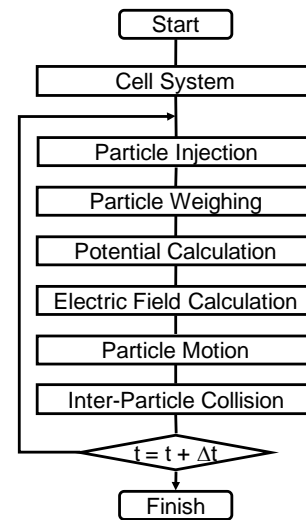 Start
Cell System
Particle Injection
Particle Weighing
Potential Calculation
Electric Field Calculation
Particle Motion
Inter-Particle Collision
t = t + Δt
Finish